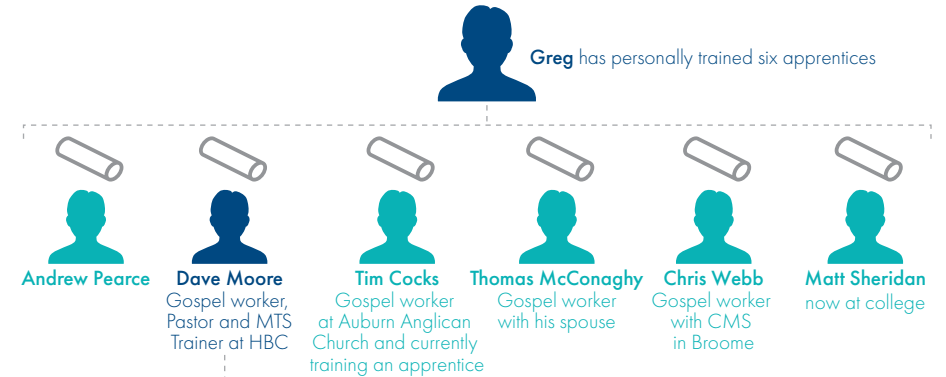 Greg has personally trained six apprentices
Andrew Pearce
Dave Moore
Gospel worker,
Pastor and MTS
Trainer at HBC
Tim Cocks
Gospel worker
at Auburn Anglican
Church and currently
training an apprentice
Thomas McConaghy
Gospel worker
with his spouse
Chris Webb
Gospel worker
with CMS
in Broome
Matt Sheridan
now at college